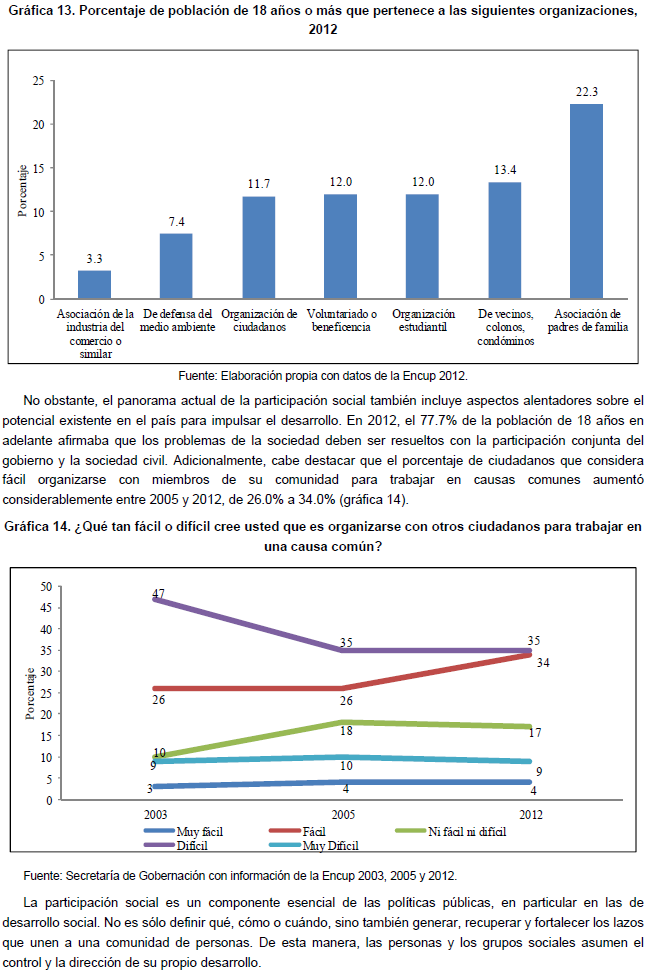 Gráfica 13. Porcentaje de población de 18 años o más que pertenece a las siguientes organizaciones,
2012
25
20
15
10
5
0
Porcentaje
3.3
7.4
11.7
12.0
12.0
13.4
22.3
Asociación de la
industria del
comercio o
similar
De defensa del
medio ambiente
Organización de
ciudadanos
Voluntariado o
beneficencia
Organización
estudiantil
De vecinos,
colonos,
condóminos
Asociación de
padres de familia
Fuente: Elaboración propia con datos de la Encup 2012.
No obstante, el panorama actual de la participación social también incluye aspectos alentadores sobre el
potencial existente en el país para impulsar el desarrollo. En 2012, el 77.7% de la población de 18 años en
adelante afirmaba que los problemas de la sociedad deben ser resueltos con la participación conjunta del
gobierno y la sociedad civil. Adicionalmente, cabe destacar que el porcentaje de ciudadanos que considera
fácil organizarse con miembros de su comunidad para trabajar en causas comunes aumentó
considerablemente entre 2005 y 2012, de 26.0% a 34.0% (gráfica 14).
Gráfica 14. ¿Qué tan fácil o difícil cree usted que es organizarse con otros ciudadanos para trabajar en
una causa común?
50
45
40
35
30
25
20
15
10
5
0
Porcentaje
47
35
35
26
26
34
10
18
17
9
10
9
3
4
4
2003
2005
2012
Muy fácil
Fácil
Ni fácil ni difícil
Difícil
Muy Difícil
Fuente: Secretaría de Gobernación con información de la Encup 2003, 2005 y 2012.
La participación social es un componente esencial de las políticas públicas, en particular en las de
desarrollo social. No es sólo definir qué, cómo o cuándo, sino también generar, recuperar y fortalecer los lazos
que unen a una comunidad de personas. De esta manera, las personas y los grupos sociales asumen el
control y la dirección de su propio desarrollo.